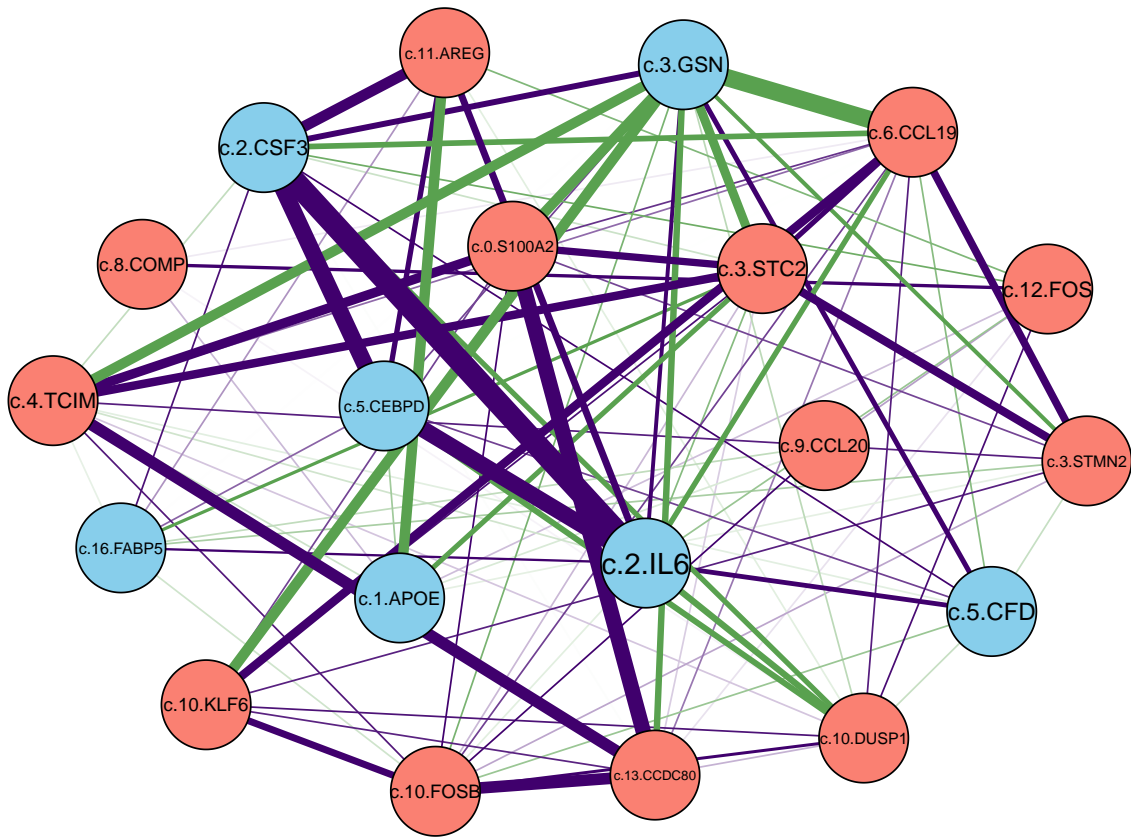 c.11.AREG
c.3.GSN
c.2.CSF3
c.6.CCL19
c.0.S100A2
c.8.COMP
c.3.STC2
c.12.FOS
c.4.TCIM
c.5.CEBPD
c.9.CCL20
c.3.STMN2
c.16.FABP5
c.2.IL6
c.1.APOE
c.5.CFD
c.10.KLF6
c.10.DUSP1
c.13.CCDC80
c.10.FOSB